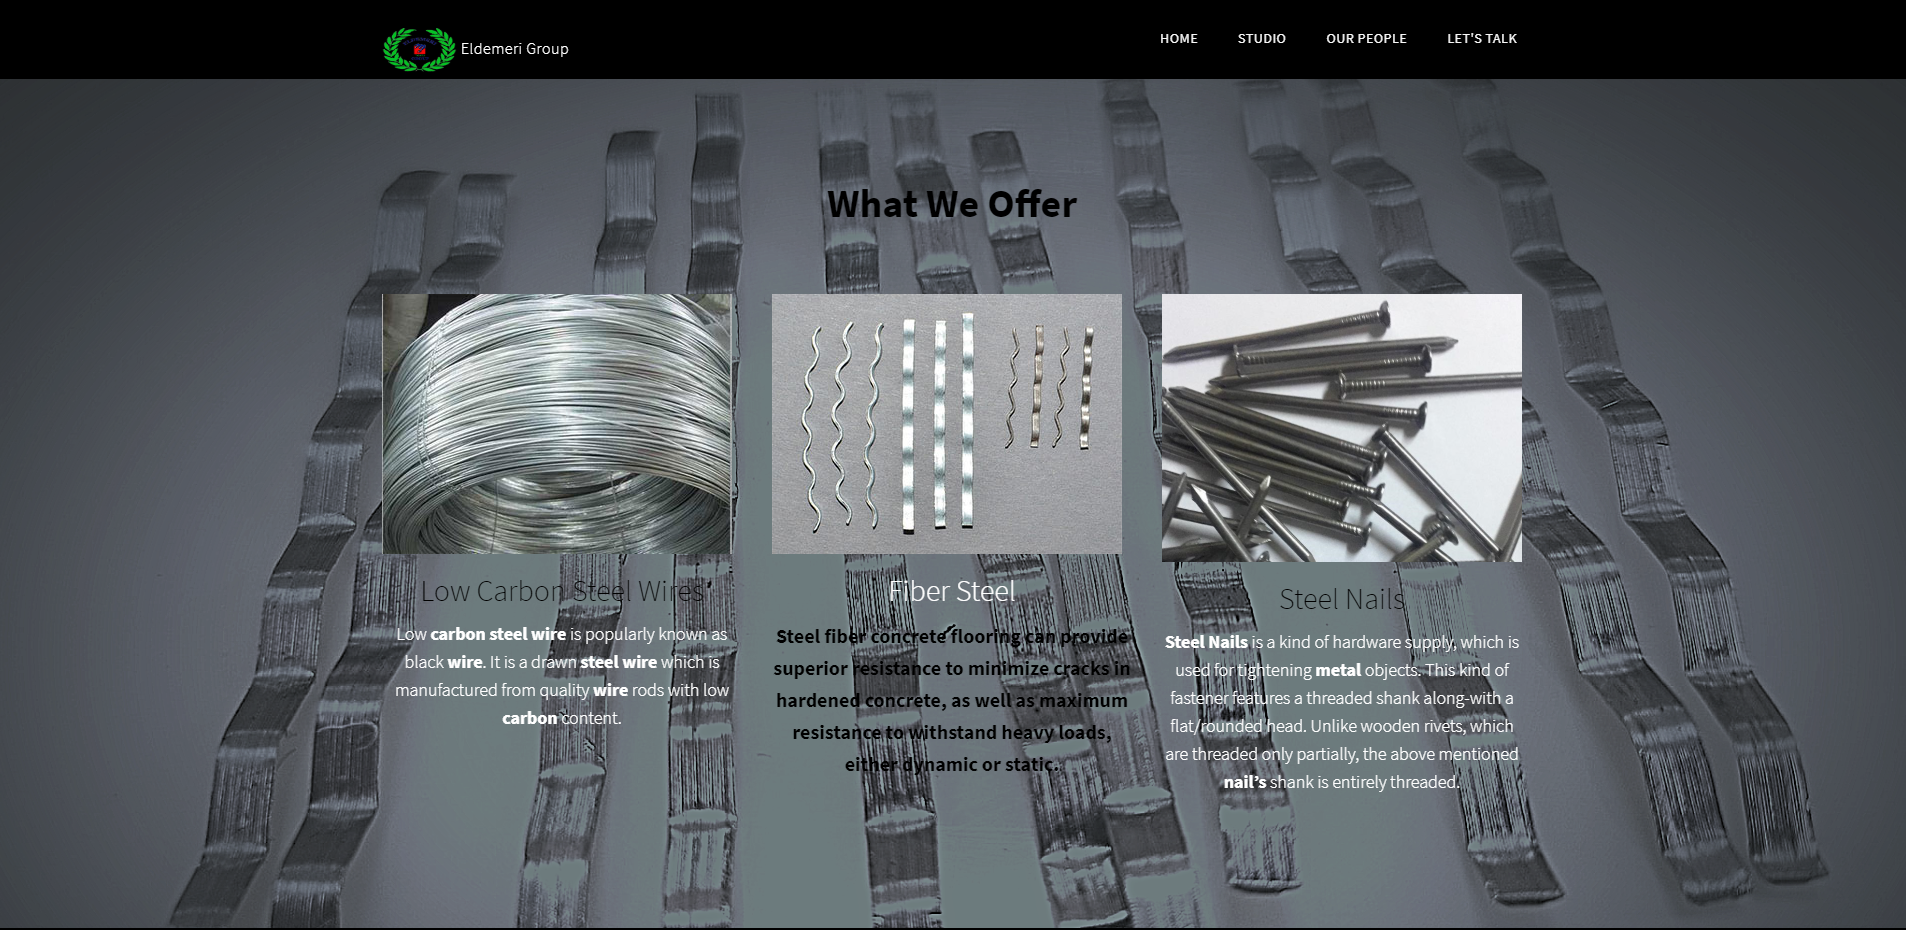 Eldemeri Group
HOME
STUDIO
OUR PEOPLE
LET'S TALK
What We Offer
Low Carbon Steel Wires
Low carbon steel wire is popularly known as
black wire. It is a drawn steel wire which is
manufactured from quality wire rods with low
carbon content.
Fiber Steel
Steel fiber concrete flooring can provide
superior resistance to minimize cracks in
hardened concrete, as well as maximum
resistance to withstand heavy loads,
either dynamic or static.
Steel Nails
Steel Nails is a kind of hardware supply, which is
used for tightening metal objects. This kind of
fastener features a threaded shank along-with a
flat/rounded head. Unlike wooden rivets, which
are threaded only partially, the above mentioned
nail’s shank is entirely threaded.